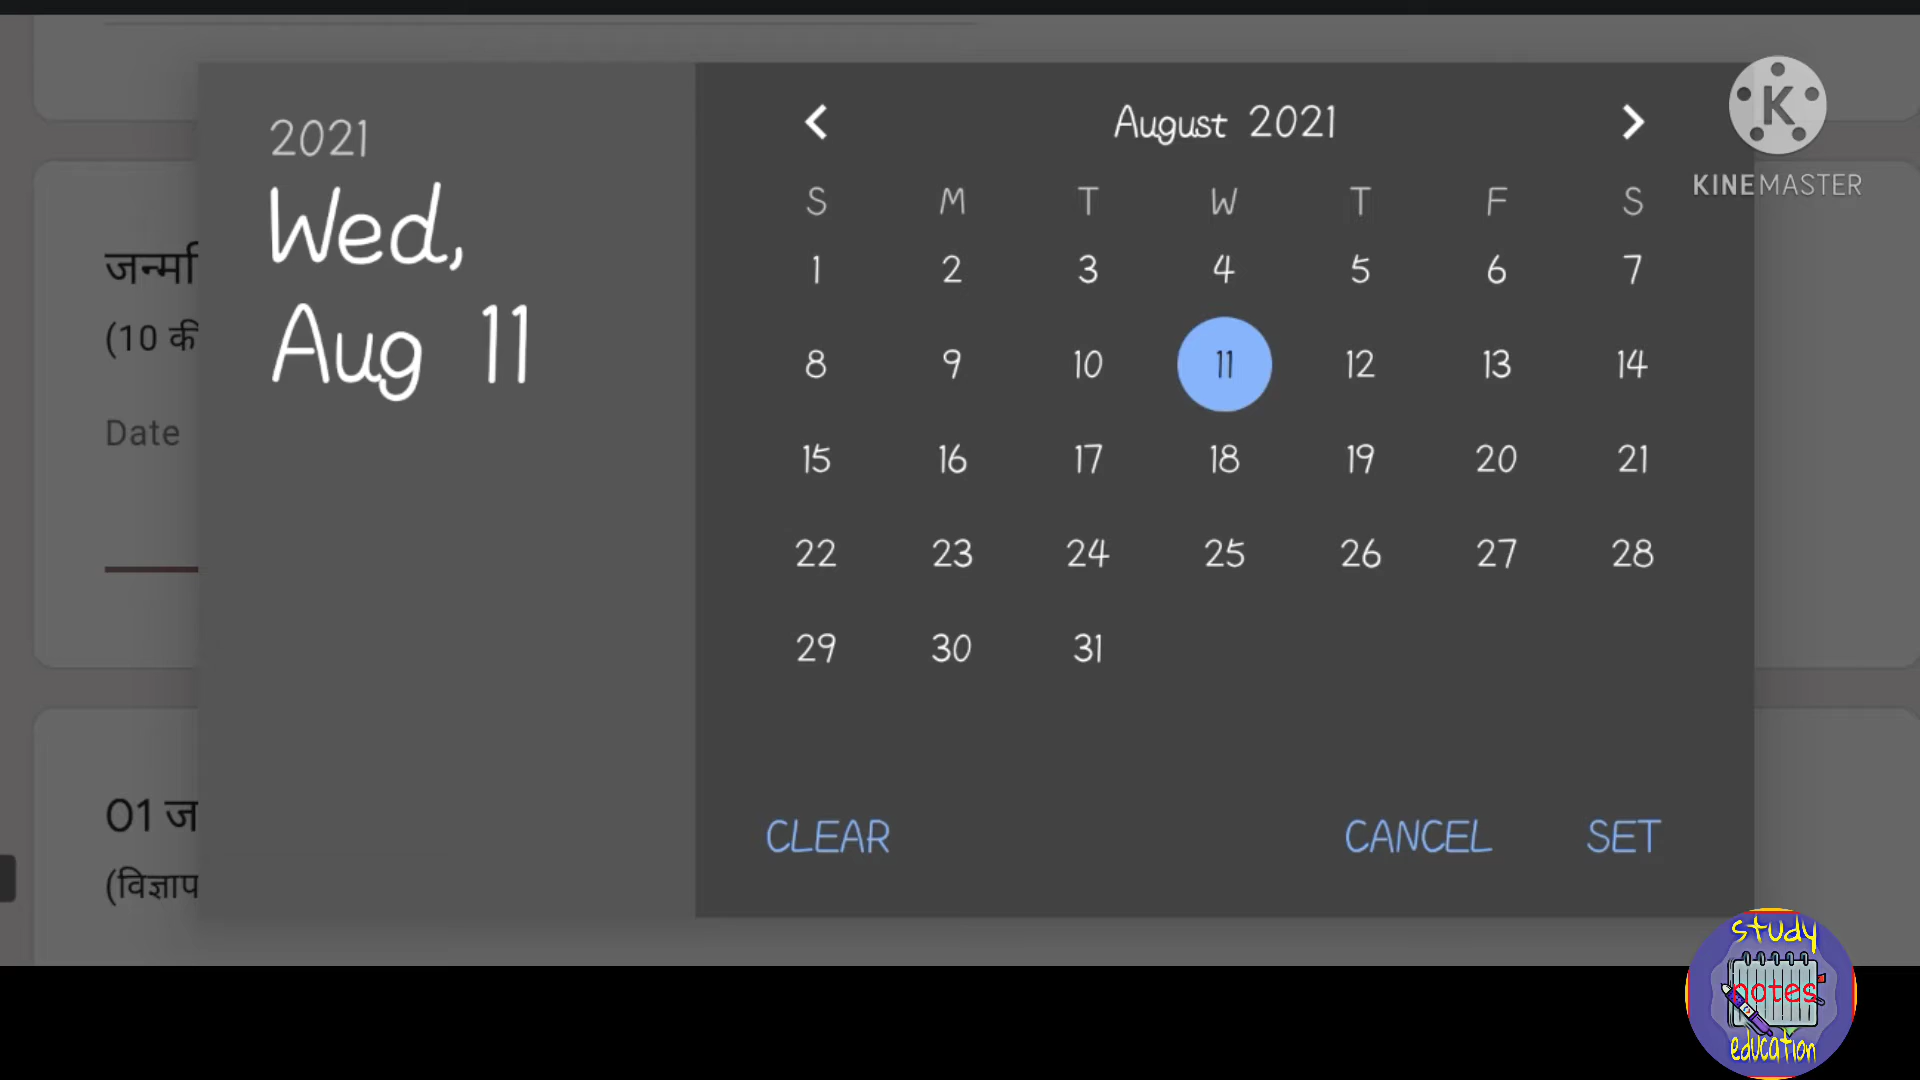 2021
Wed,
Aug 11
August 2021
S M T W T F S
1 2 3 4 5 6 7
8 9 10 11 12 13 14
15 16 17 18 19 20 21
22 23 24 25 26 27 28
29 30 31
CLEAR CANCEL SET
(10 की
Date
01 ज
KINEMASTER
study
notes
education